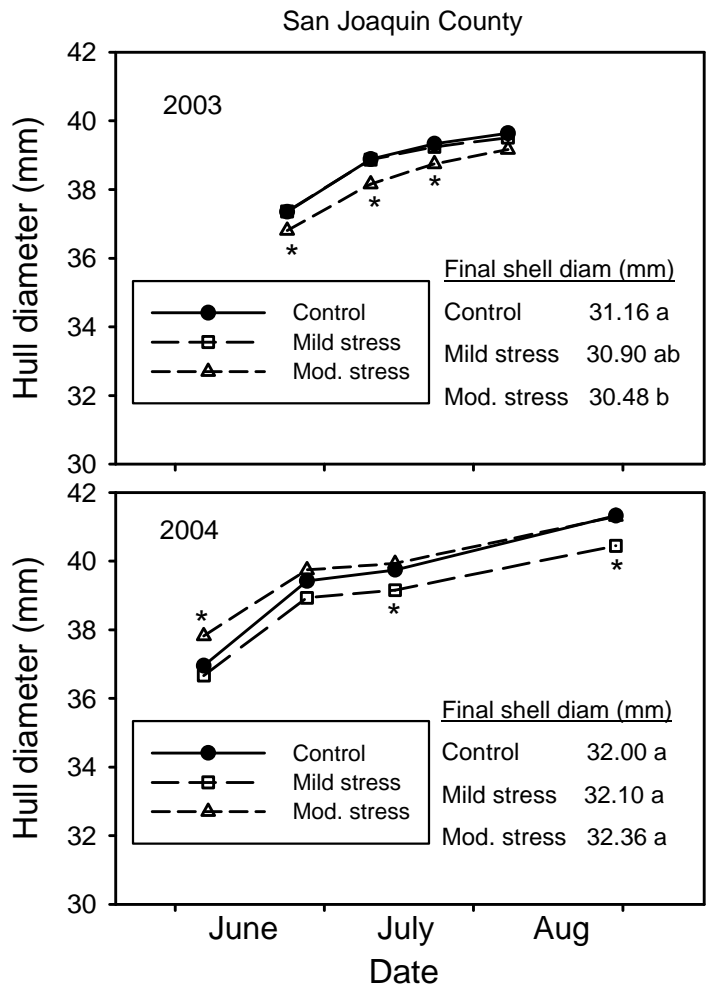 San Joaquin County
Hull diameter (mm)
42
40
38
36
34
32
30
2003
*
*
*
Control
Mild stress
Mod. stress
Final shell diam (mm)
Control 31.16 a
Mild stress 30.90 ab
Mod. stress 30.48 b
Hull diameter (mm)
42
40
38
36
34
32
30
2004
*
*
*
Control
Mild stress
Mod. stress
Final shell diam (mm)
Control 32.00 a
Mild stress 32.10 a
Mod. stress 32.36 a
June July Aug
Date